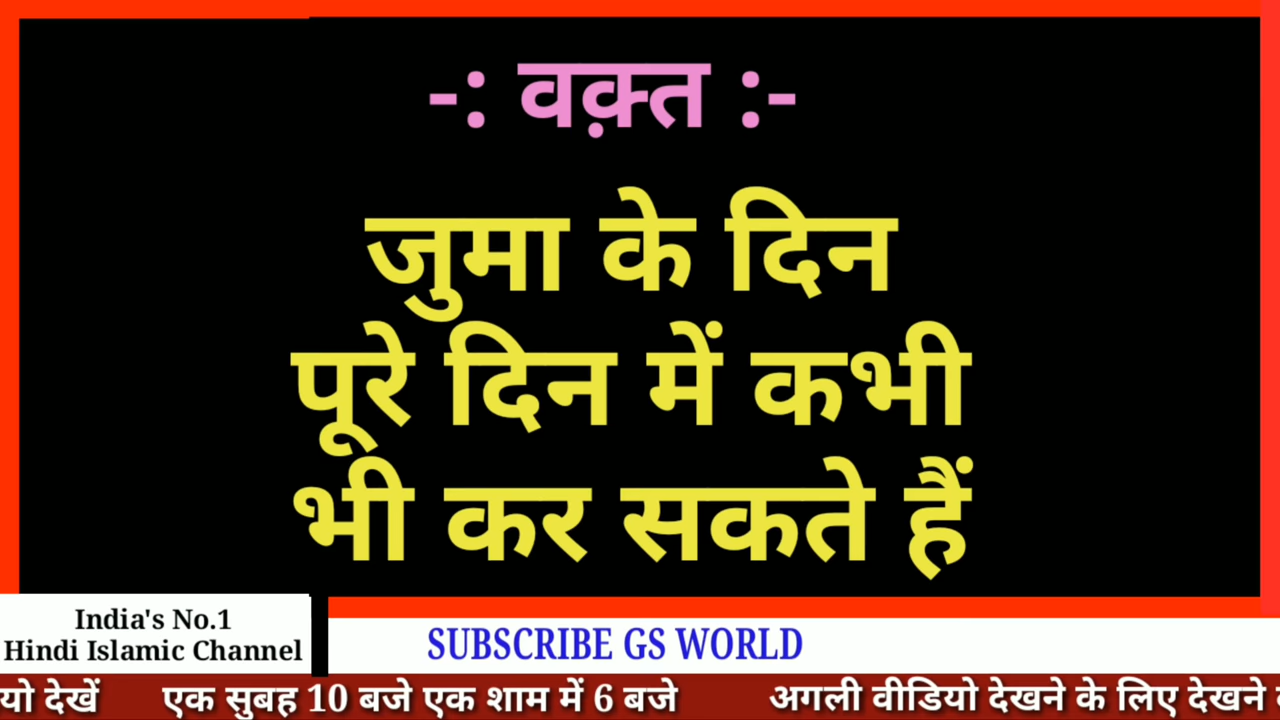 -: वक़्त :-
जुमा के दिन
पूरे दिन में कभी
भी कर सकते हैं
India's No.1
Hindi Islamic Channel
SUBSCRIBE GS WORLD
यो देखें एक सुबह 10 बजे एक शाम में 6 बजे अगली वीडियो देखने के लिए देखने